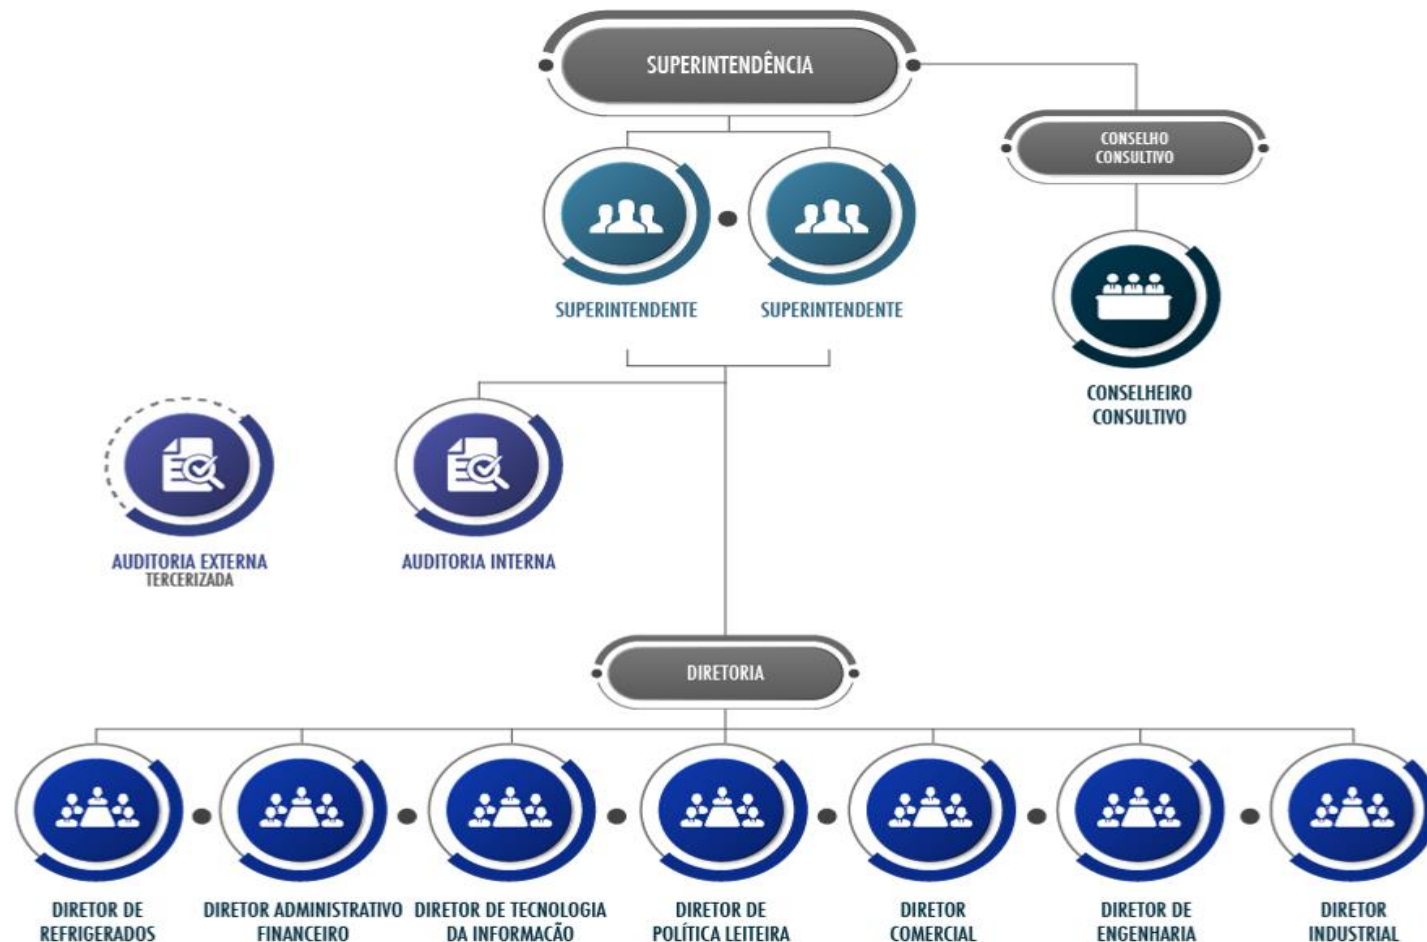 SUPERINTENDÊNCIA
CONSELHO
CONSULTIVO
SUPERINTENDENTE
SUPERINTENDENTE
CONSELHEIRO
CONSULTIVO
AUDITORIA EXTERNA
TERCERIZADA
AUDITORIA INTERNA
DIRETORIA
DIRETOR DE
REFRIGERADOS
DIRETOR ADMINISTRATIVO
FINANCEIRO
DIRETOR DE TECNOLOGIA
DA INFORMAÇÃO
DIRETOR DE
POLÍTICA LEITEIRA
DIRETOR
COMERCIAL
DIRETOR DE
ENGENHARIA
DIRETOR
INDUSTRIAL